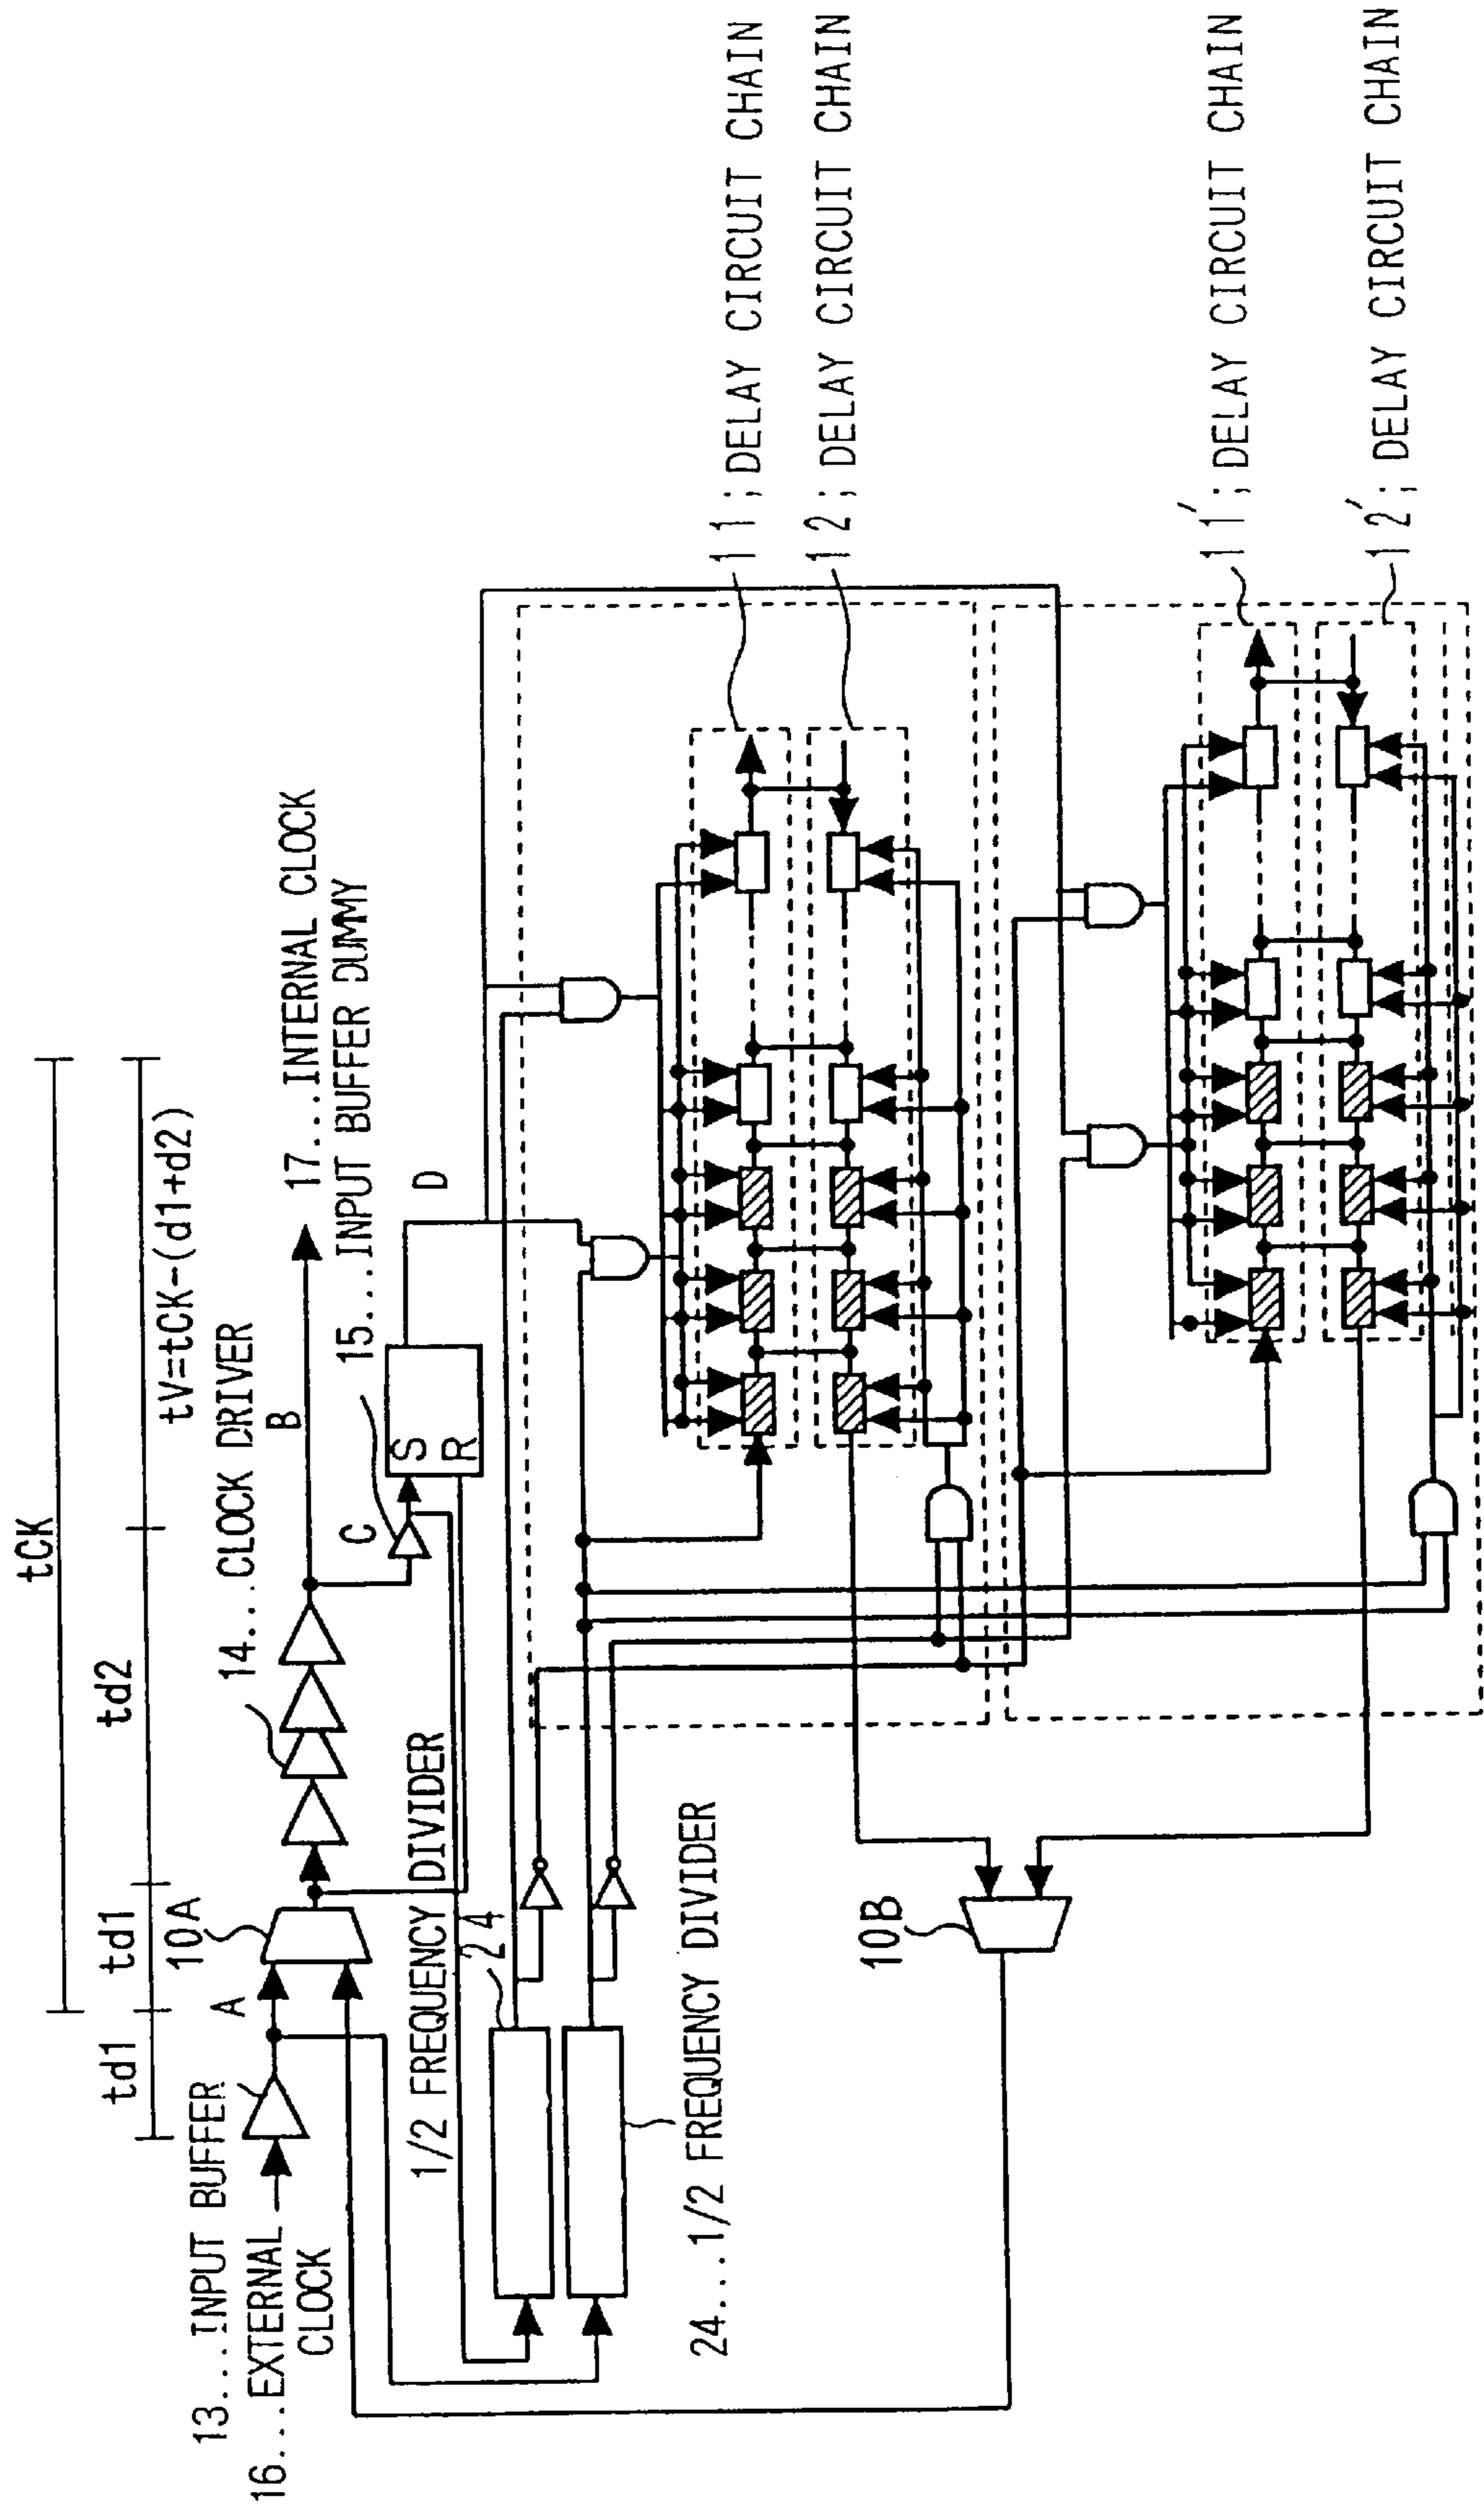 tCK
td1
td1
td2
tV=tCK-(d1+d2)
13...INPUT BUFFER
A
10A
14...CLOCK DRIVER
B
17...INTERNAL CLOCK
16...EXTERNAL
CLOCK
C
15...INPUT BUFFER DUMMY
S
R
D
1/2 FREQUENCY DIVIDER
24
24...1/2 FREQUENCY DIVIDER
11;DELAY CIRCUIT CHAIN
12;DELAY CIRCUIT CHAIN
10B
11′;DELAY CIRCUIT CHAIN
12′;DELAY CIRCUIT CHAIN